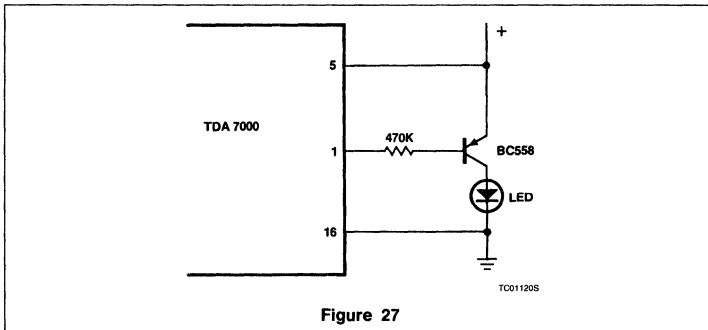 +
5
TDA 7000
470K
1
BC558
LED
16
TC01120S
Figure 27